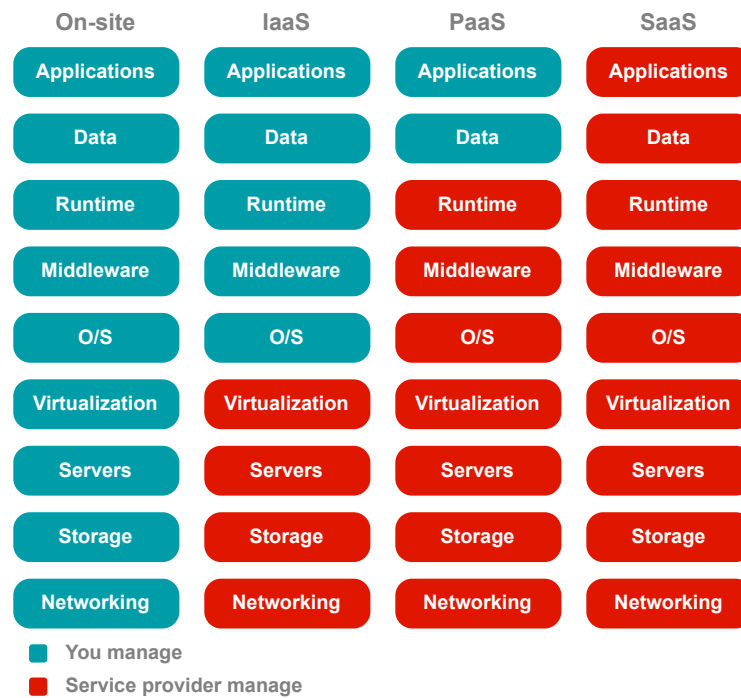 On-site IaaS PaaS SaaS
Applications Applications Applications Applications
Data Data Data Data
Runtime Runtime Runtime Runtime
Middleware Middleware Middleware Middleware
O/S O/S O/S O/S
Virtualization Virtualization Virtualization Virtualization
Servers Servers Servers Servers
Storage Storage Storage Storage
Networking Networking Networking Networking
You manage
Service provider manage